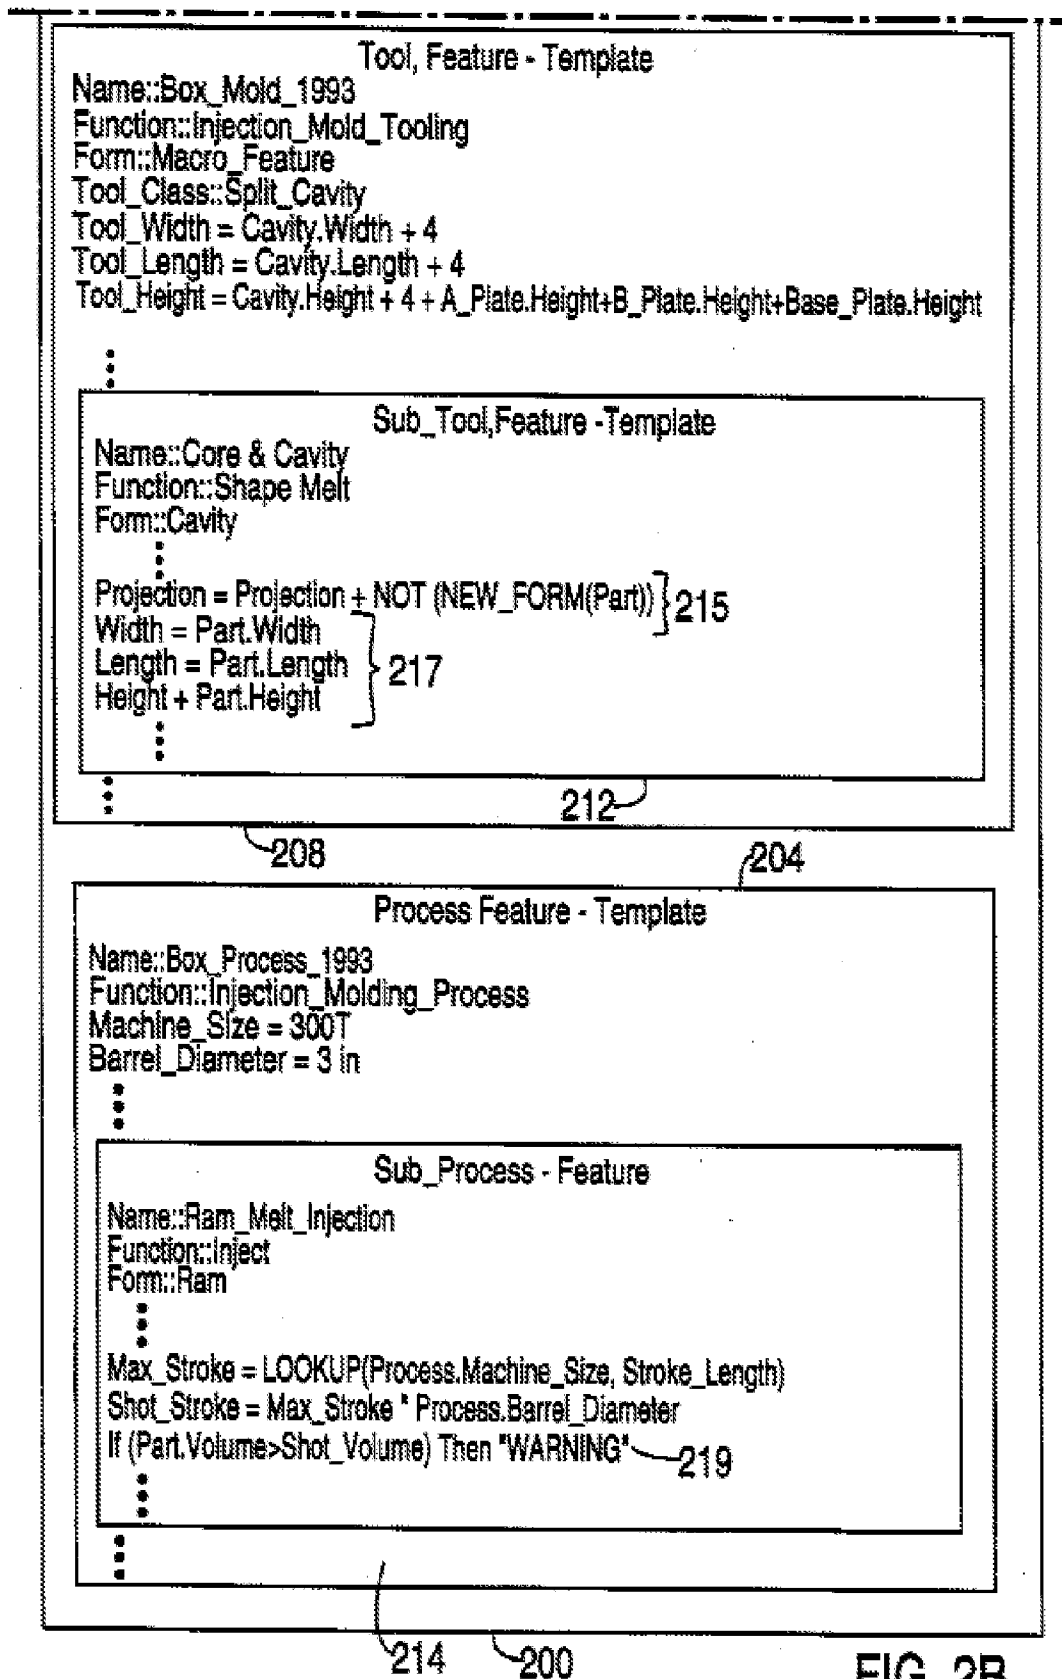 Tool, Feature - Template
Name::Box_Mold_1993
Function::Injection_Mold_Tooling
Form::Macro_Feature
Tool_Class::Split_Cavity
Tool_Width = Cavity.Width + 4
Tool_Length = Cavity.Length + 4
Tool_Height = Cavity.Height + 4 + A_Plate.Height+B_Plate.Height+Base_Plate.Height
Sub_Tool,Feature -Template
Name::Core & Cavity
Function::Shape Melt
Form::Cavity
Projection = Projection + NOT (NEW_FORM(Part)) 215
Width = Part.Width
Length = Part.Length 217
Height + Part.Height
212
208
204
Process Feature - Template
Name::Box_Process_1993
Function::Injection_Molding_Process
Machine_Size = 300T
Barrel_Diameter = 3 in
Sub_Process - Feature
Name::Ram_Melt_Injection
Function::Inject
Form::Ram
Max_Stroke = LOOKUP(Process.Machine_Size, Stroke_Length)
Shot_Stroke = Max_Stroke * Process.Barrel_Diameter
If (Part.Volume>Shot_Volume) Then "WARNING" 219
214
200
FIG. 2B